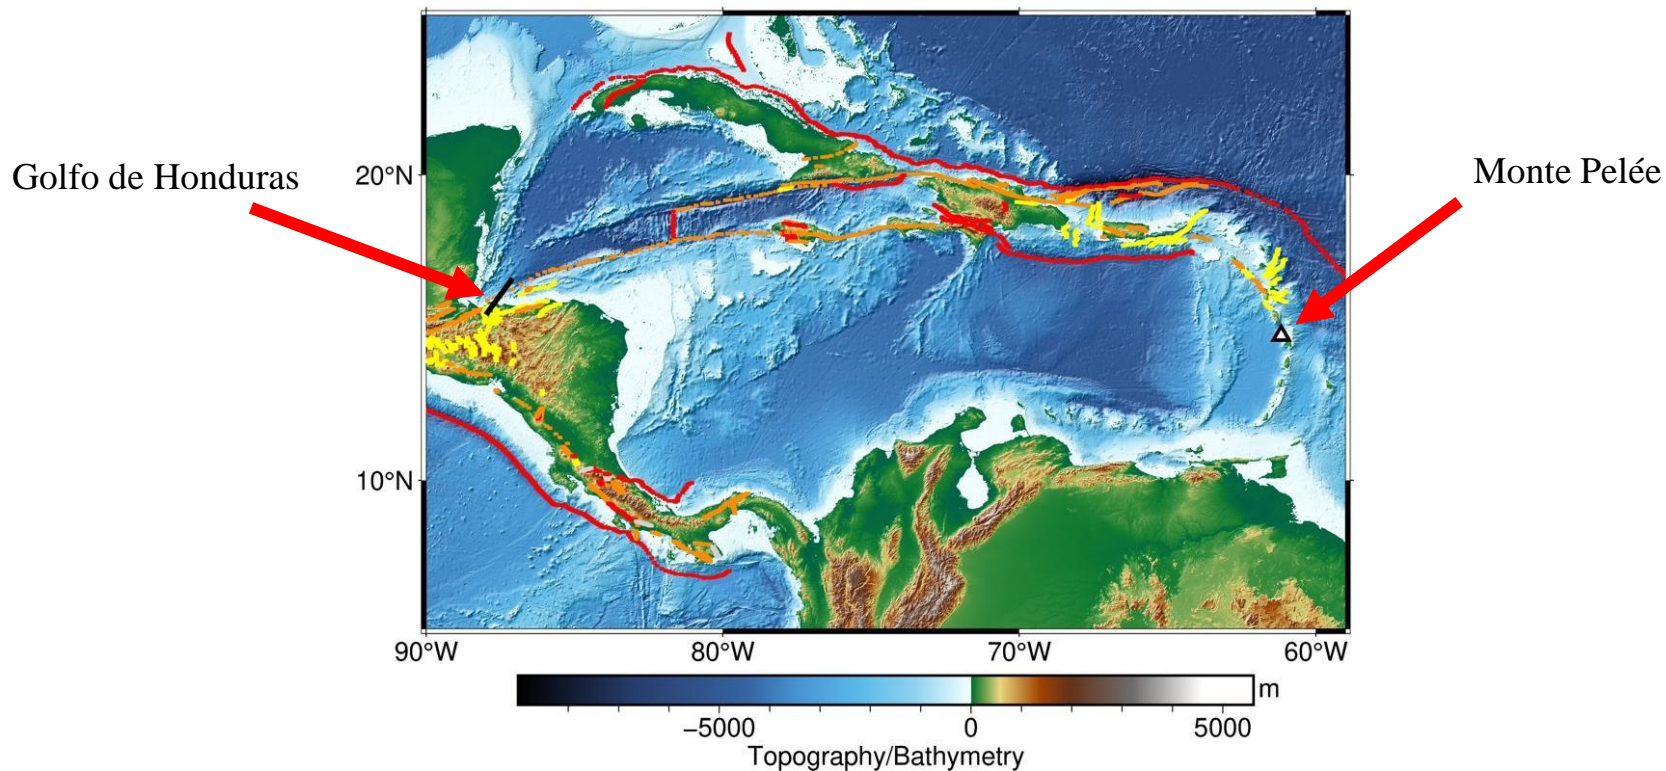 Golfo de Honduras
Monte Pelée
20°N
10°N
90°W
80°W
70°W
60°W
m
−5000
0
5000
Topography/Bathymetry